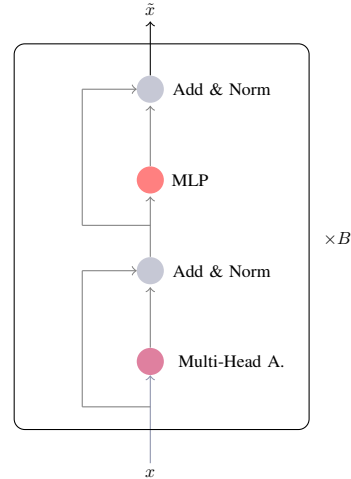 x̃
Add & Norm
MLP
×B
Add & Norm
Multi-Head A.
x